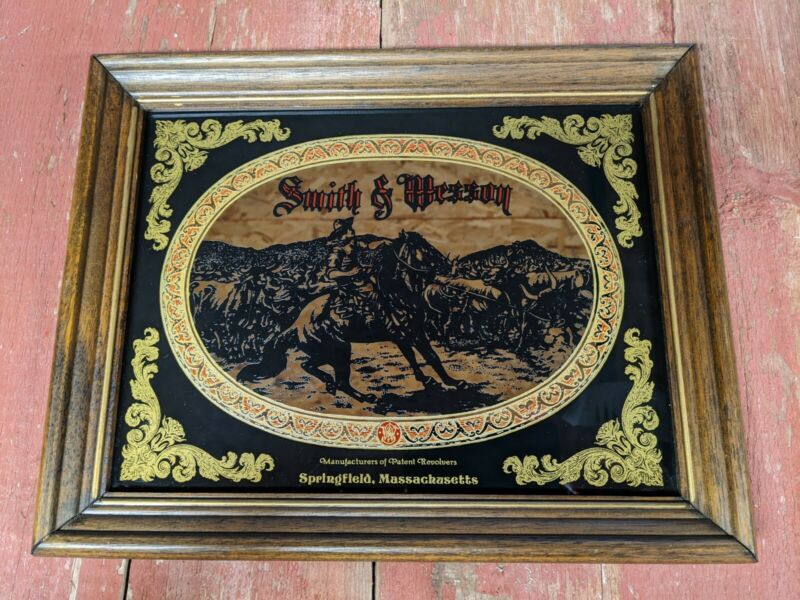 Smith & Wesson
Manufacturers of Patent Revolvers
Springfield, Massachusetts